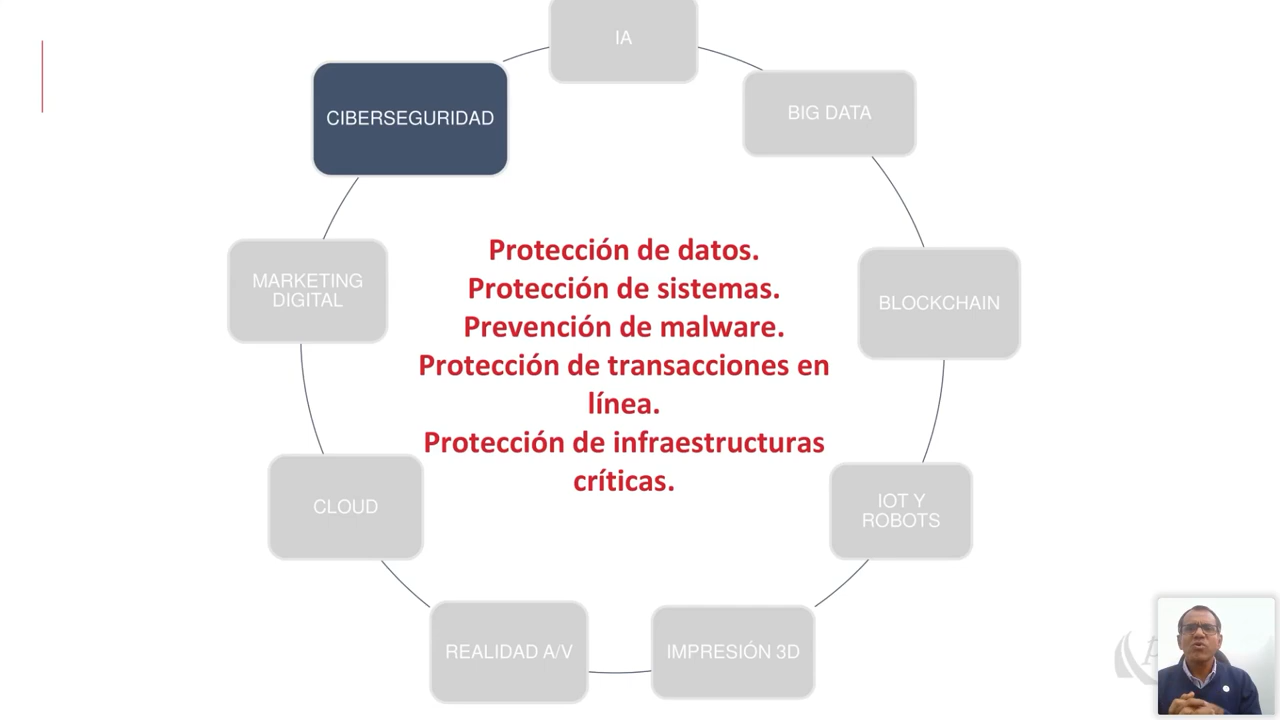 IA
CIBERSEGURIDAD
BIG DATA
MARKETING
DIGITAL
BLOCKCHAIN
Protección de datos.
Protección de sistemas.
Prevención de malware.
Protección de transacciones en
línea.
Protección de infraestructuras
críticas.
CLOUD
IOT Y
ROBOTS
REALIDAD A/V
IMPRESIÓN 3D